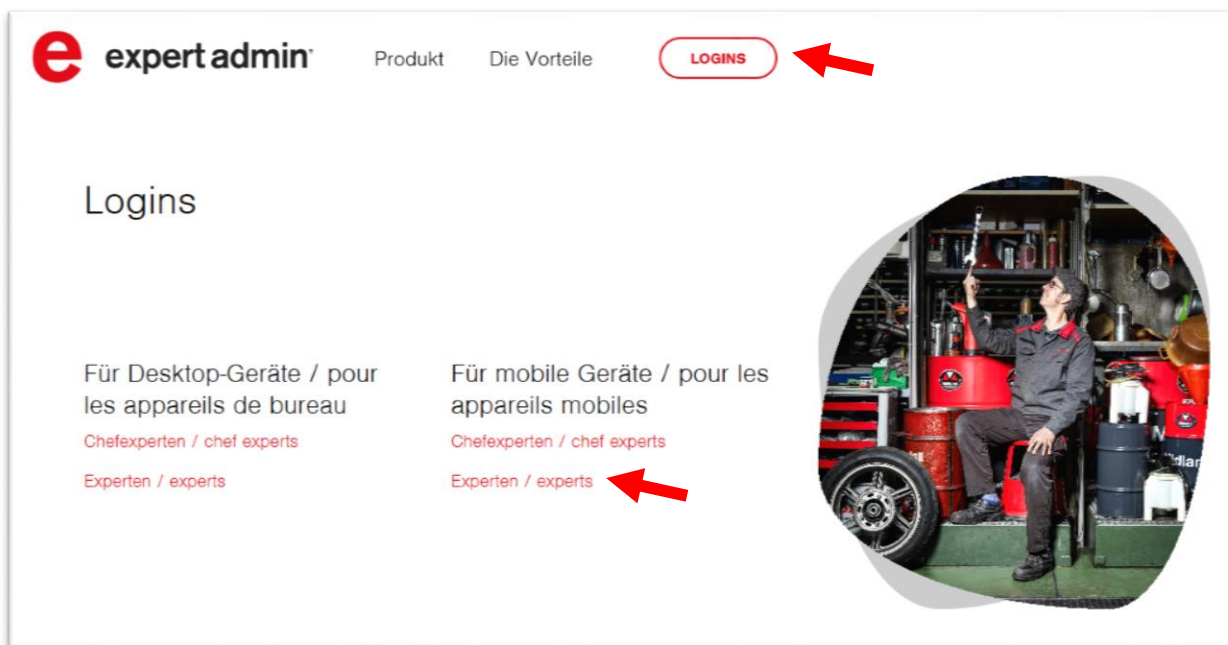 e expert admin
Produkt
Die Vorteile
LOGINS
Logins
Für Desktop-Geräte / pour
les appareils de bureau
Chefexperten / chef experts
Experten / experts
Für mobile Geräte / pour les
appareils mobiles
Chefexperten / chef experts
Experten / experts